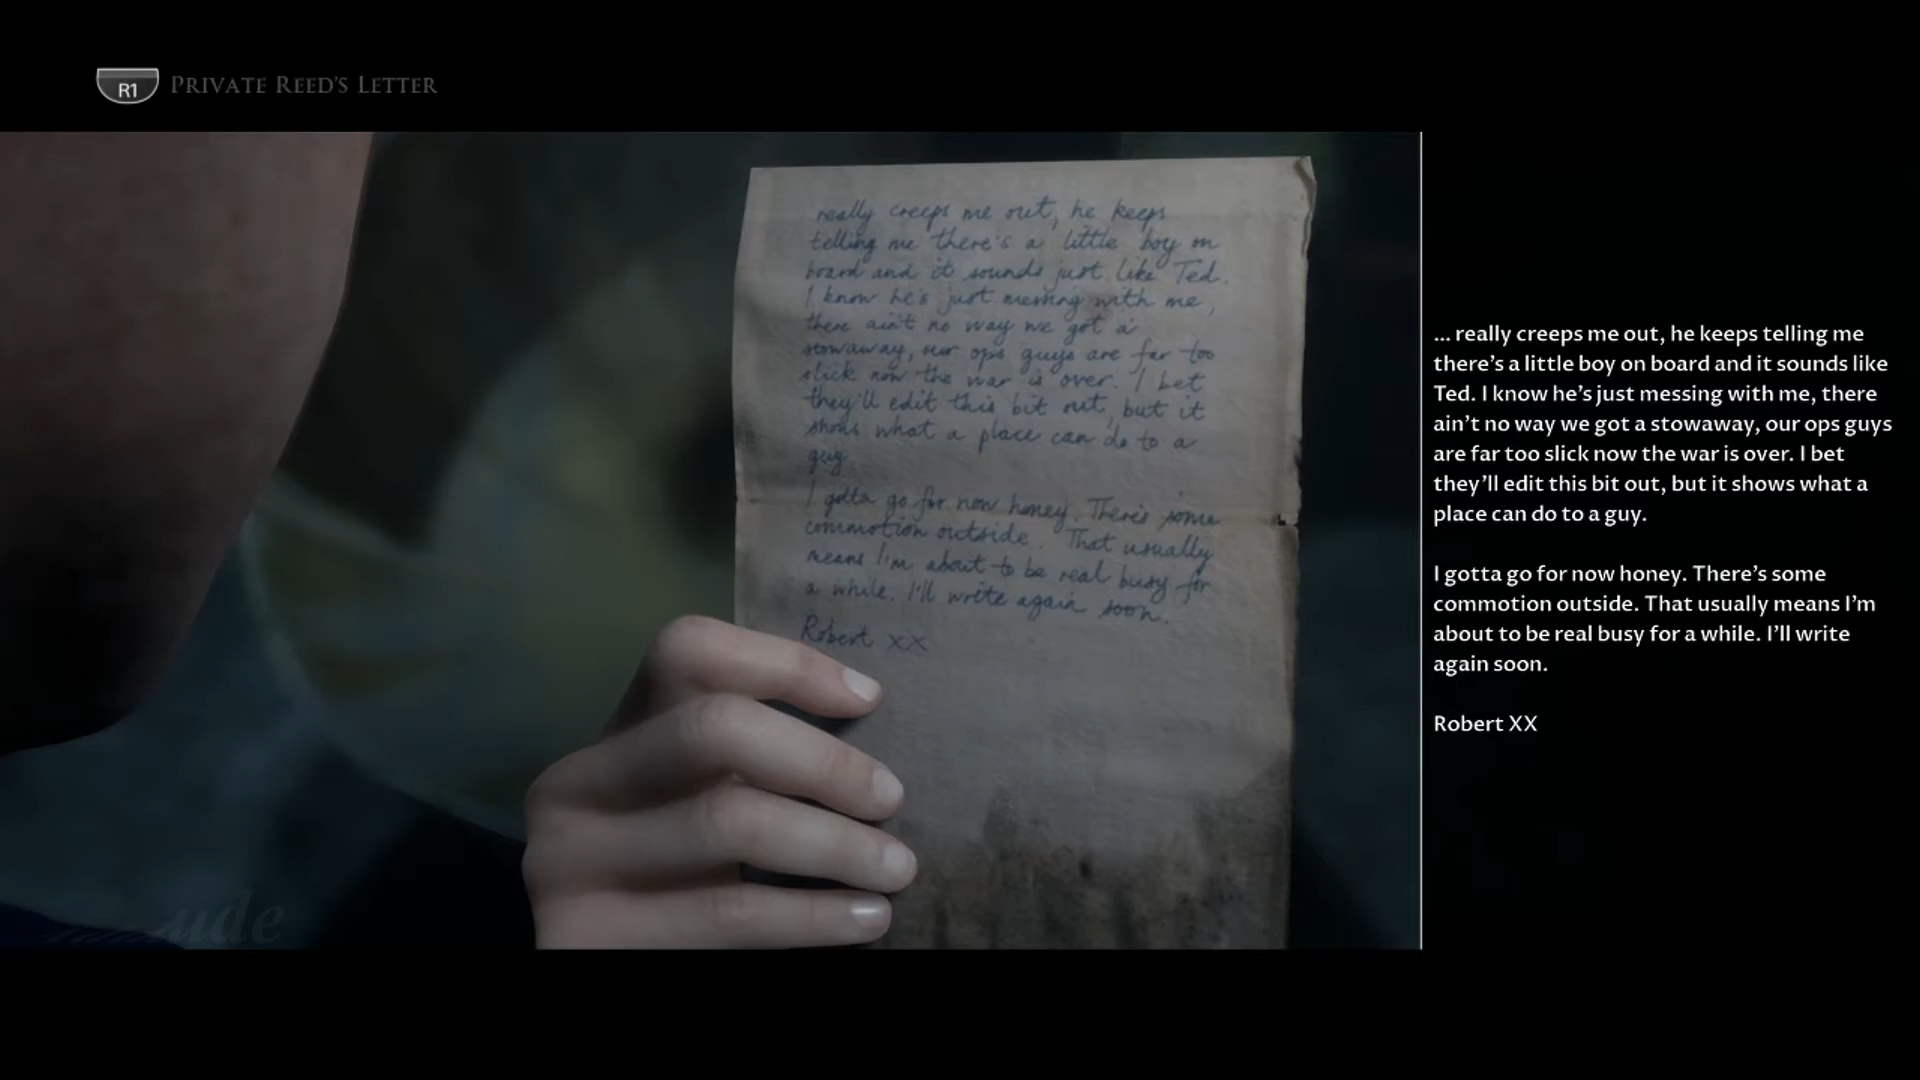 R1 PRIVATE REED'S LETTER
really creeps me out, he keeps
telling me there's a little boy on
board and it sounds just like Ted.
I know he's just messing with me,
there ain't no way we got a
stowaway, our ops guys are far too
slick now the war is over. I bet
they'll edit this bit out, but it
shows what a place can do to a
guy
I gotta go for now honey. There's some
commotion outside. That usually
means I'm about to be real busy for
a while. I'll write again soon.
Robert xx
... really creeps me out, he keeps telling me
there's a little boy on board and it sounds like
Ted. I know he's just messing with me, there
ain't no way we got a stowaway, our ops guys
are far too slick now the war is over. I bet
they'll edit this bit out, but it shows what a
place can do to a guy.
I gotta go for now honey. There's some
commotion outside. That usually means I'm
about to be real busy for a while. I'll write
again soon.
Robert XX